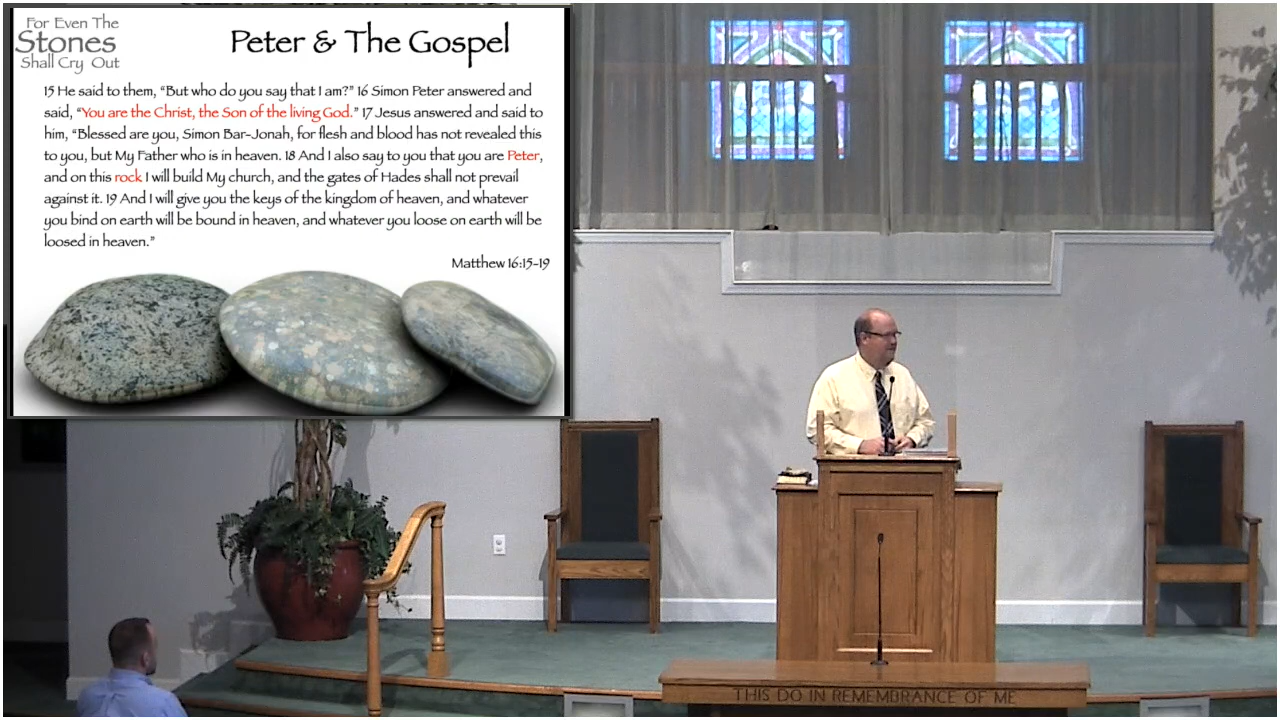 For Even The
Stones
Shall Cry Out
Peter & The Gospel
15 He said to them, “But who do you say that I am?” 16 Simon Peter answered and
said, “You are the Christ, the Son of the living God.” 17 Jesus answered and said to
him, “Blessed are you, Simon Bar-Jonah, for flesh and blood has not revealed this
to you, but My Father who is in heaven. 18 And I also say to you that you are Peter,
and on this rock I will build My church, and the gates of Hades shall not prevail
against it. 19 And I will give you the keys of the kingdom of heaven, and whatever
you bind on earth will be bound in heaven, and whatever you loose on earth will be
loosed in heaven.”
Matthew 16:15-19
THIS DO IN REMEMBRANCE OF ME